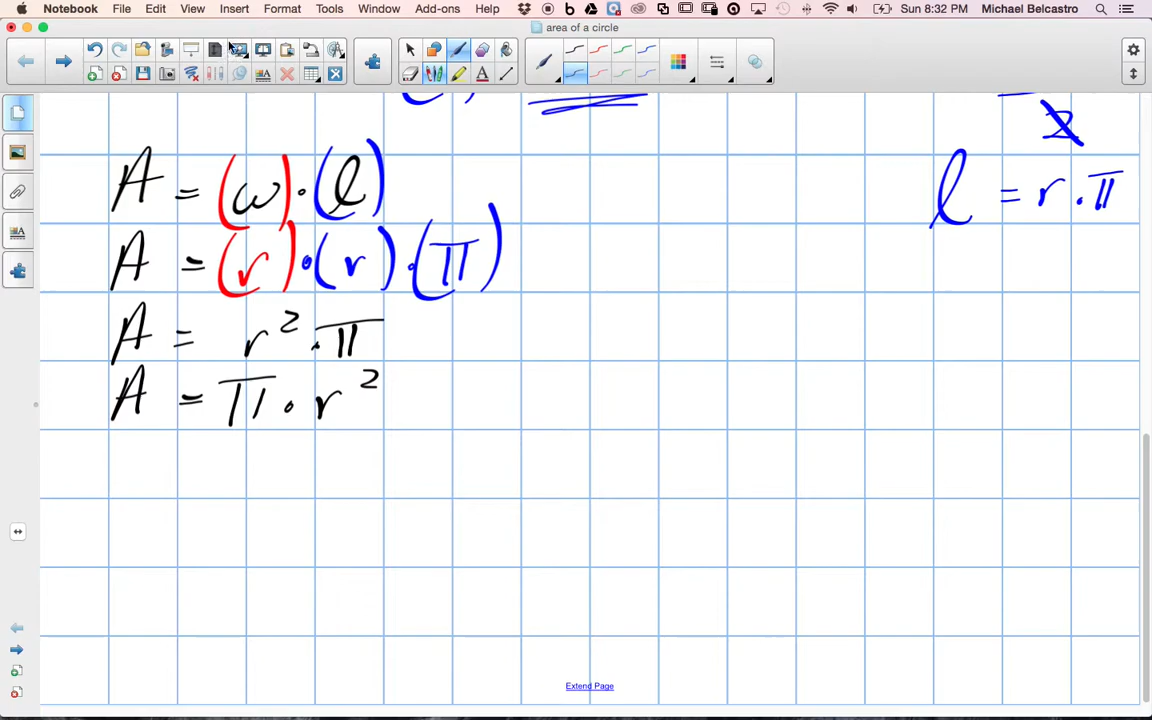 Notebook File Edit View Insert Format Tools Window Add-ons Help Sun 8:32 PM Michael Belcastro
area of a circle
2
A = (w) · (l)
l = r · π
A = (r) · (r) · (π)
A = r² · π
A = π · r²
Extend Page